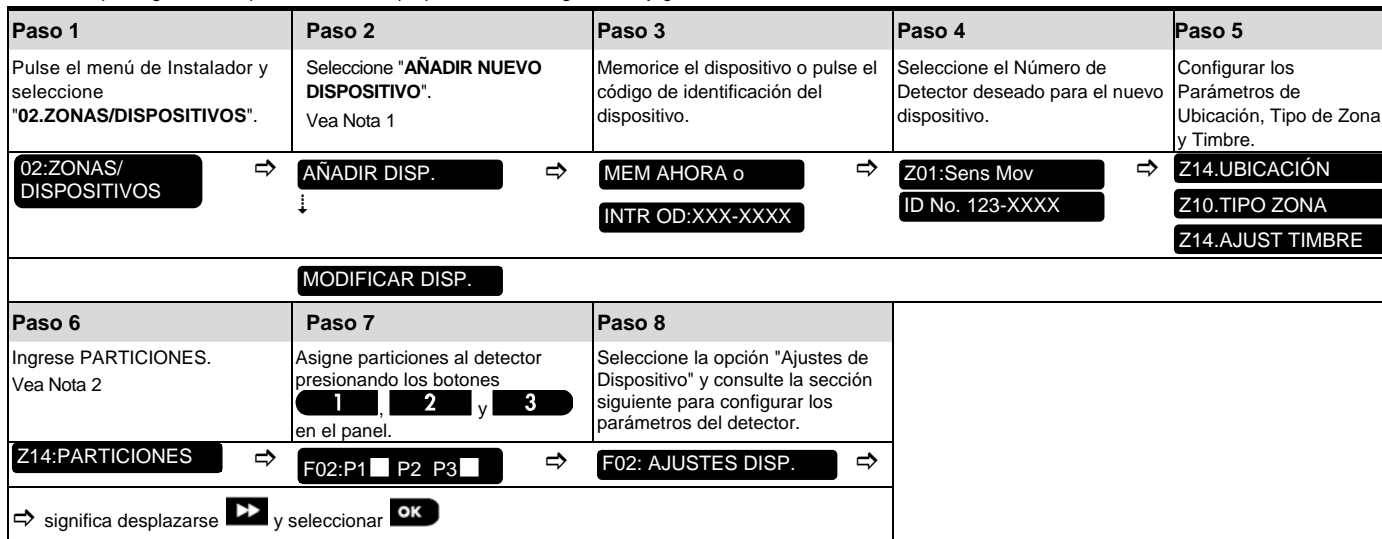 Paso 1
Pulse el menú de Instalador y
seleccione
"02.ZONAS/DISPOSITIVOS".
02:ZONAS/
DISPOSITIVOS
Paso 2
Seleccione "AÑADIR NUEVO
DISPOSITIVO".
Vea Nota 1
AÑADIR DISP.
MODIFICAR DISP.
Paso 3
Memorice el dispositivo o pulse el
código de identificación del
dispositivo.
MEM AHORA o
INTR OD:XXX-XXXX
Paso 4
Seleccione el Número de
Detector deseado para el nuevo
dispositivo.
Z01:Sens Mov
ID No. 123-XXXX
Paso 5
Configurar los
Parámetros de
Ubicación, Tipo de Zona
y Timbre.
Z14.UBICACIÓN
Z10.TIPO ZONA
Z14.AJUST TIMBRE
Paso 6
Ingrese PARTICIONES.
Vea Nota 2
Z14:PARTICIONES
Paso 7
Asigne particiones al detector
presionando los botones
1 , 2 y 3
en el panel.
F02:P1 P2 P3
Paso 8
Seleccione la opción "Ajustes de
Dispositivo" y consulte la sección
siguiente para configurar los
parámetros del detector.
F02: AJUSTES DISP.
⇨ significa desplazarse y seleccionar OK